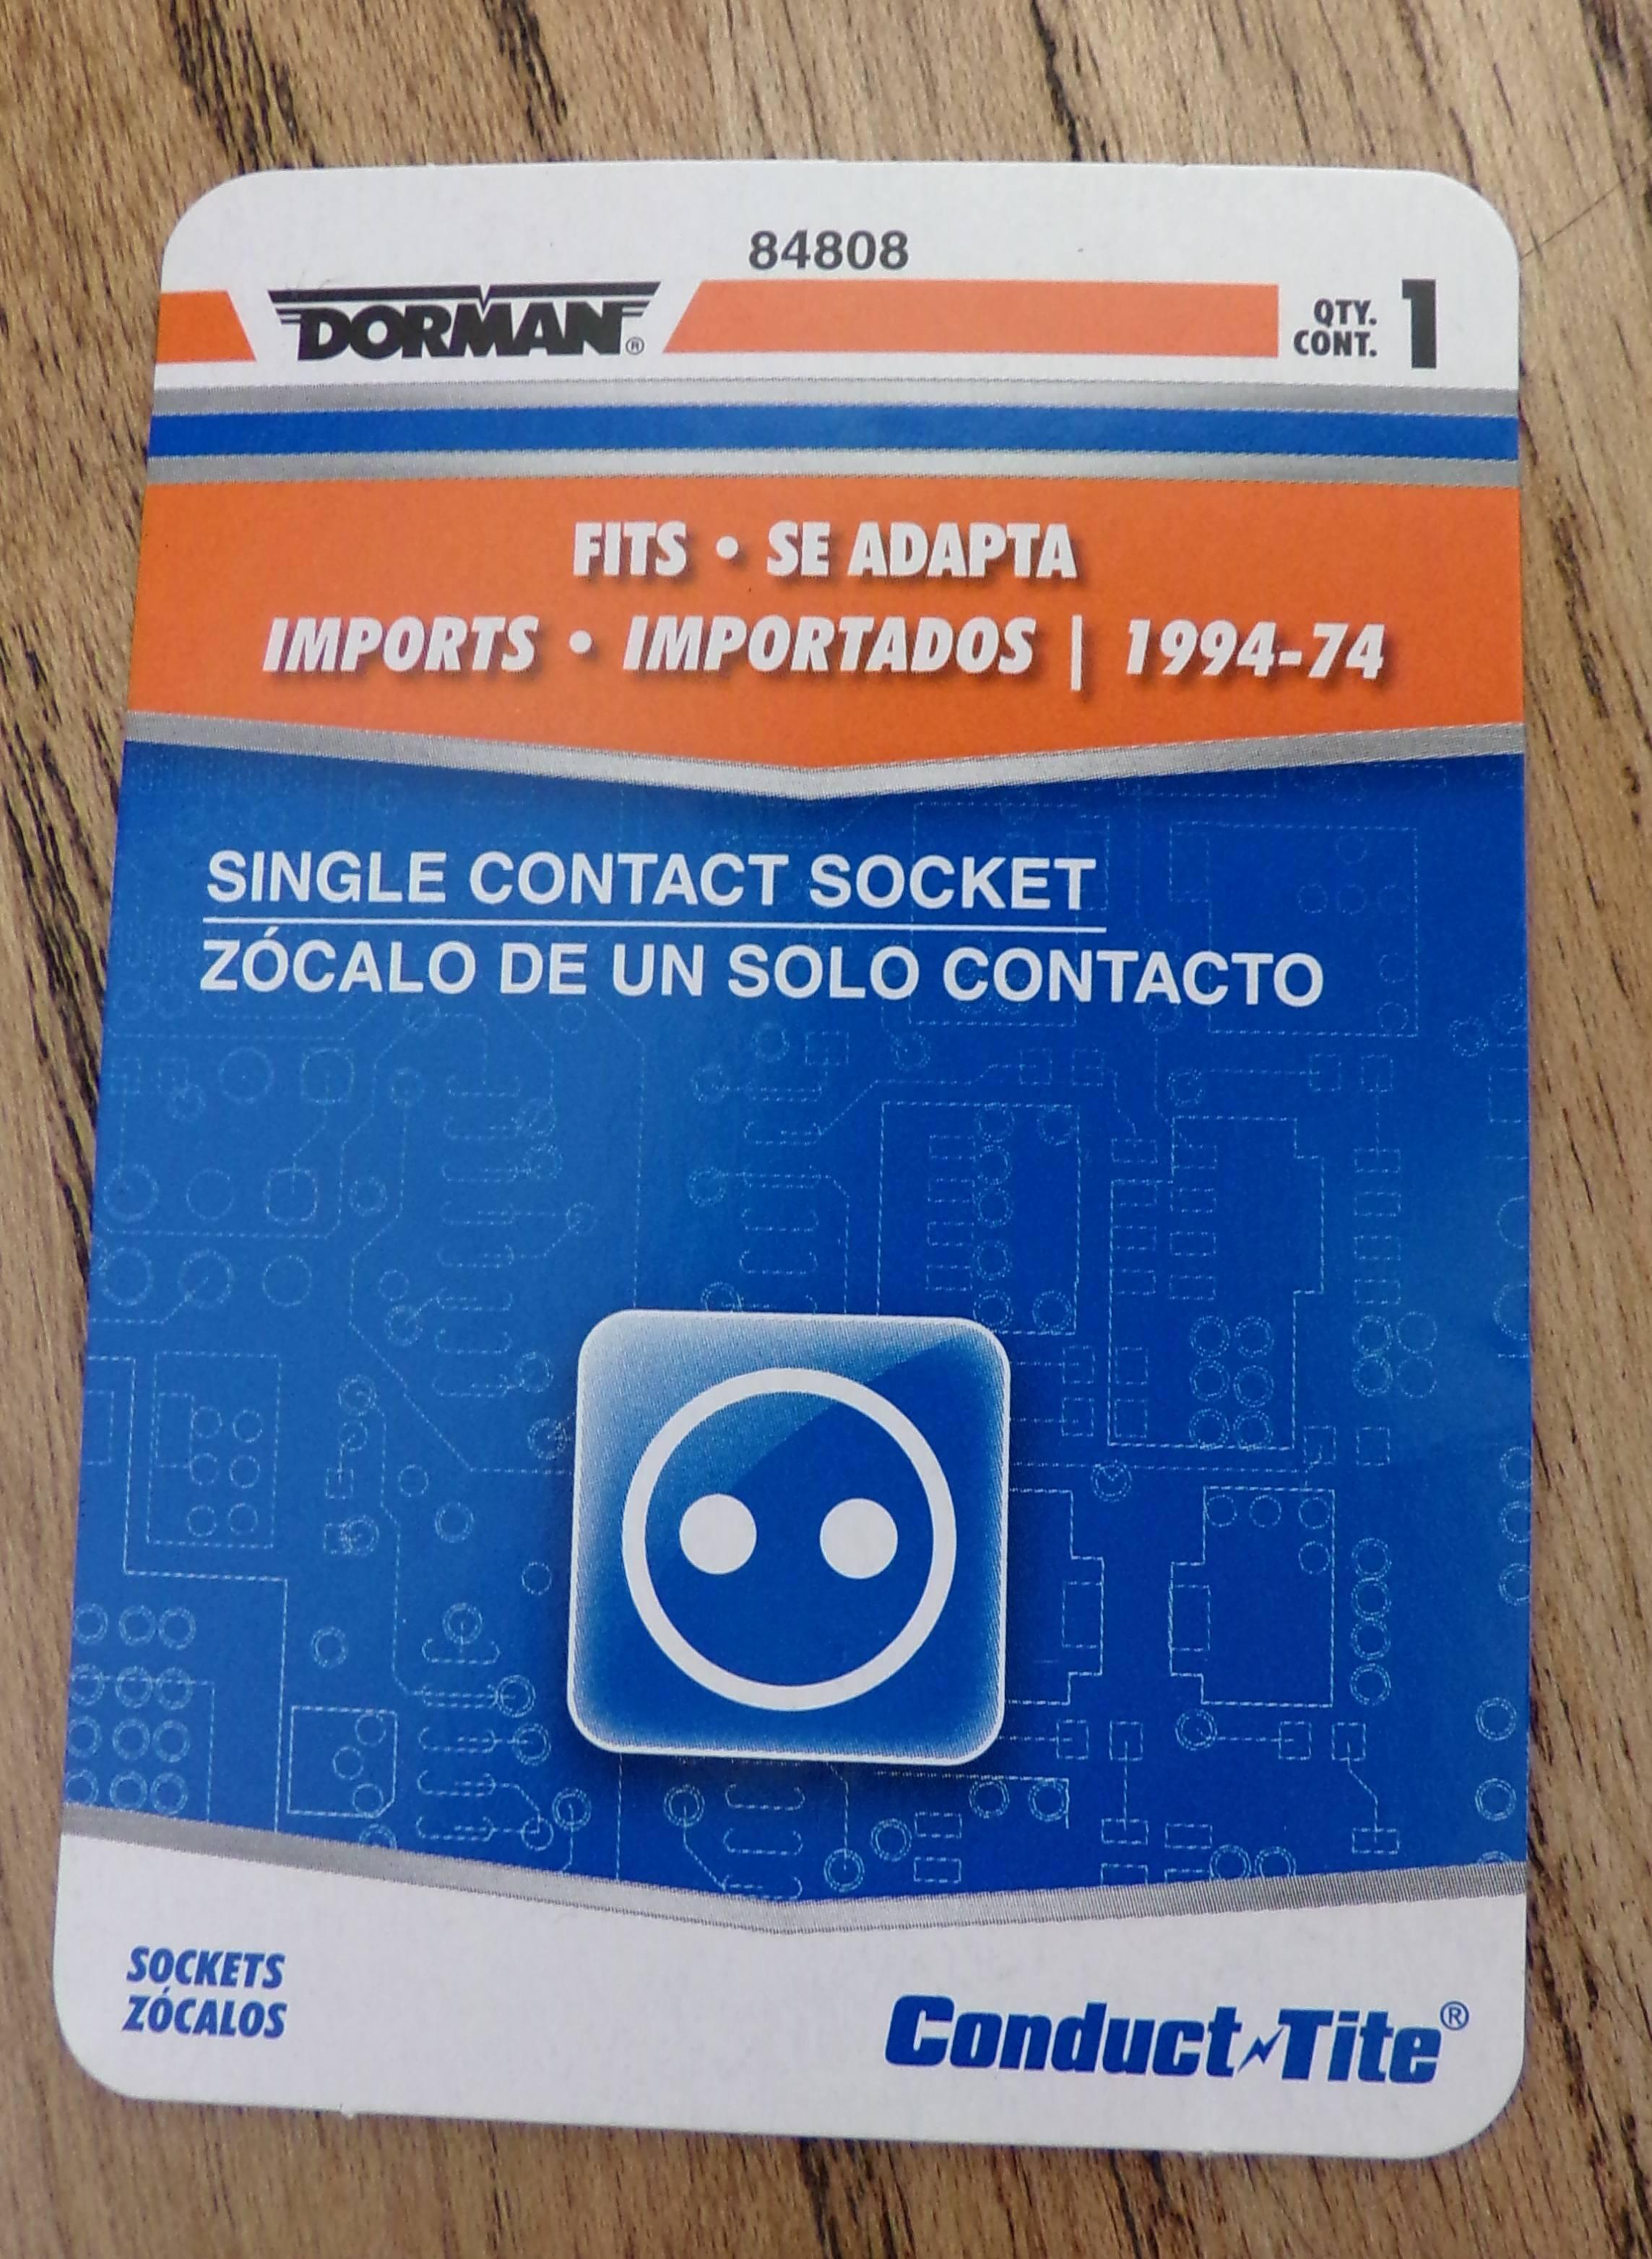 84808
DORMAN®
QTY. CONT. 1
FITS • SE ADAPTA
IMPORTS • IMPORTADOS | 1994-74
SINGLE CONTACT SOCKET
ZÓCALO DE UN SOLO CONTACTO
SOCKETS
ZÓCALOS
Conduct-Tite®